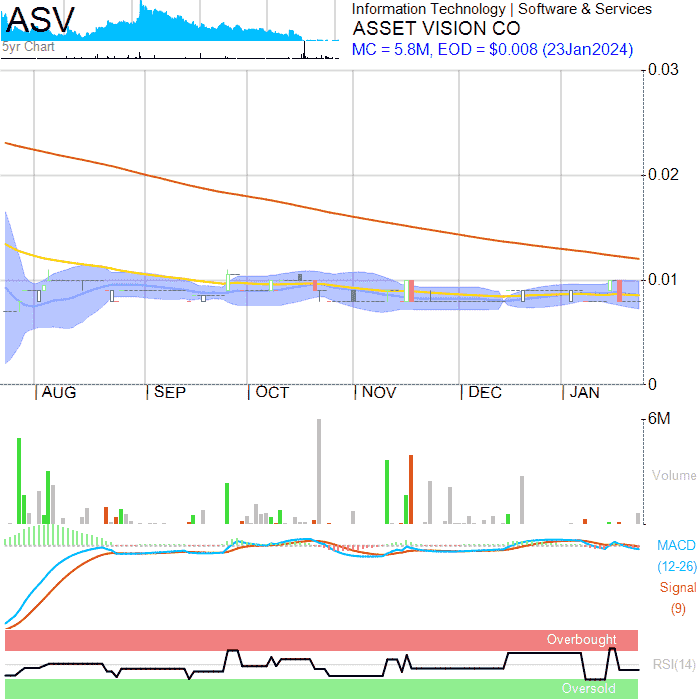 ASV
5yr Chart
Information Technology | Software & Services
ASSET VISION CO
MC = 5.8M, EOD = $0.008 (23Jan2024)
0.03
0.02
0.01
0
AUG SEP OCT NOV DEC JAN
6M
Volume
MACD
(12-26)
Signal
(9)
Overbought
RSI(14)
Oversold